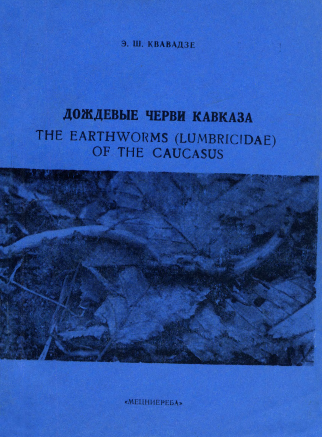 Э. Ш. КВАВАДЗЕ
ДОЖДЕВЫЕ ЧЕРВИ КАВКАЗА
THE EARTHWORMS (LUMBRICIDAE)
OF THE CAUCASUS
«МЕЦНИЕРЕБА»